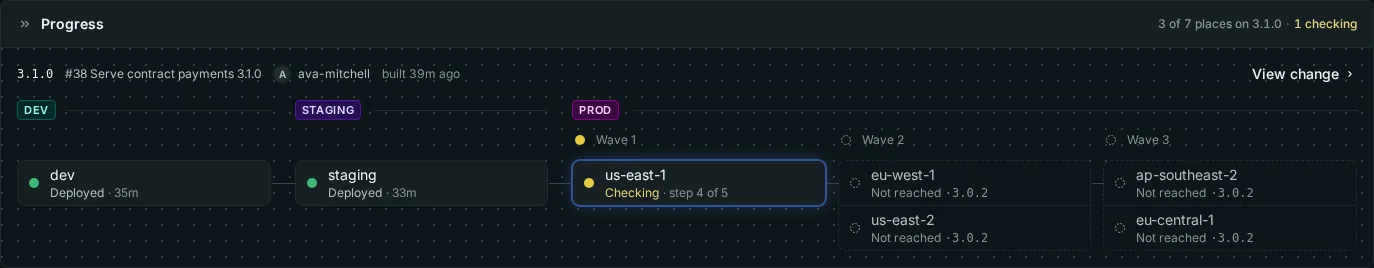 Progress
3 of 7 places on 3.1.0 · 1 checking
3.1.0 #38 Serve contract payments 3.1.0 A ava-mitchell built 39m ago
View change
DEV
STAGING
PROD
Wave 1
Wave 2
Wave 3
dev
Deployed · 35m
staging
Deployed · 33m
us-east-1
Checking · step 4 of 5
eu-west-1
Not reached · 3.0.2
us-east-2
Not reached · 3.0.2
ap-southeast-2
Not reached · 3.0.2
eu-central-1
Not reached · 3.0.2